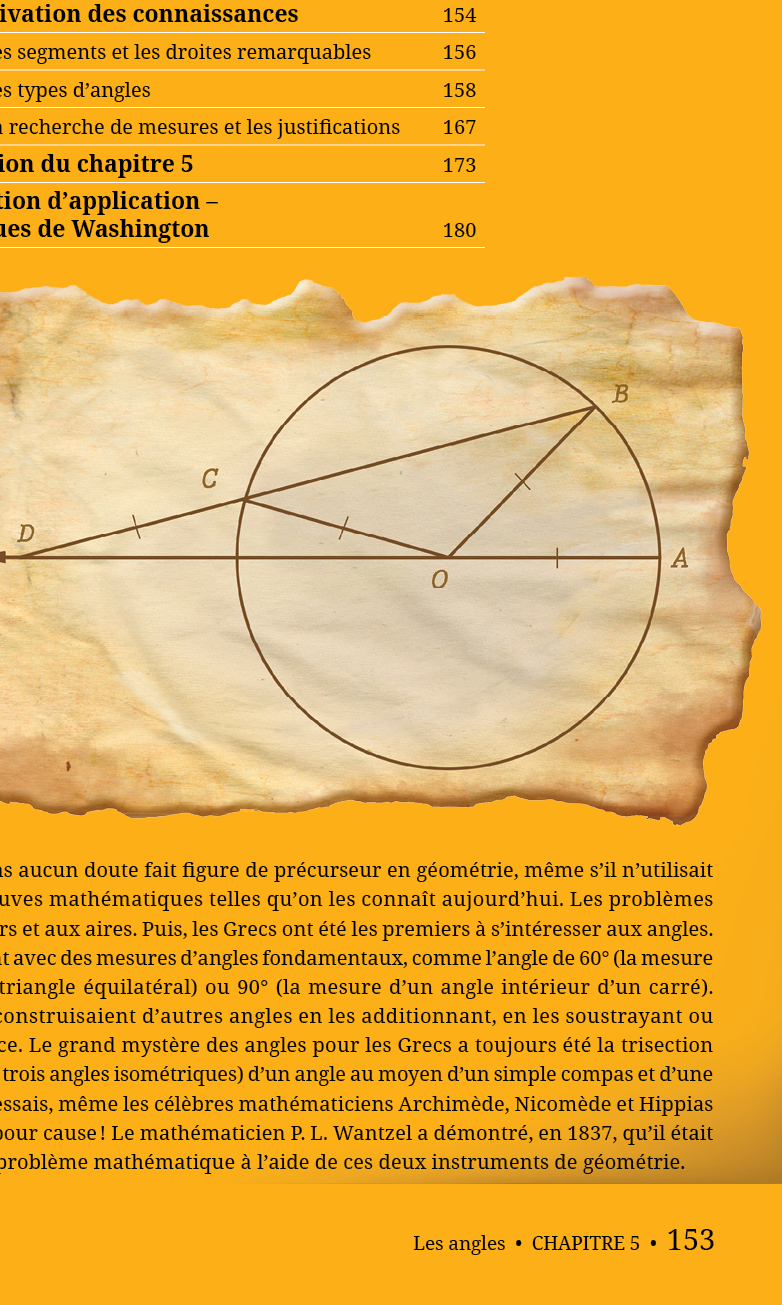 ivation des connaissances 154
es segments et les droites remarquables 156
es types d’angles 158
a recherche de mesures et les justifications 167
ion du chapitre 5 173
tion d’application –
ues de Washington 180
B
C
D
A
O
ns aucun doute fait figure de précurseur en géométrie, même s’il n’utilisait
uves mathématiques telles qu’on les connaît aujourd’hui. Les problèmes
rs et aux aires. Puis, les Grecs ont été les premiers à s’intéresser aux angles.
t avec des mesures d’angles fondamentaux, comme l’angle de 60° (la mesure
triangle équilatéral) ou 90° (la mesure d’un angle intérieur d’un carré).
construisaient d’autres angles en les additionnant, en les soustrayant ou
ce. Le grand mystère des angles pour les Grecs a toujours été la trisection
trois angles isométriques) d’un angle au moyen d’un simple compas et d’une
essais, même les célèbres mathématiciens Archimède, Nicomède et Hippias
pour cause ! Le mathématicien P. L. Wantzel a démontré, en 1837, qu’il était
problème mathématique à l’aide de ces deux instruments de géométrie.
Les angles • CHAPITRE 5 • 153